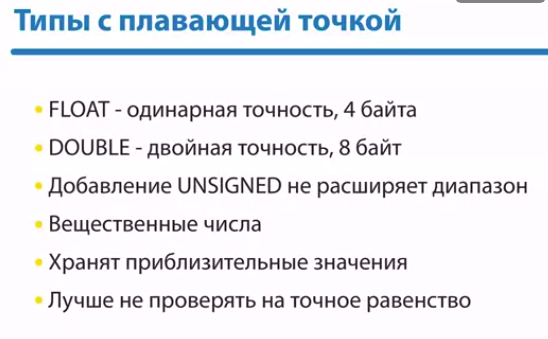 Типы с плавающей точкой
• FLOAT - одинарная точность, 4 байта
• DOUBLE - двойная точность, 8 байт
• Добавление UNSIGNED не расширяет диапазон
• Вещественные числа
• Хранят приблизительные значения
• Лучше не проверять на точное равенство